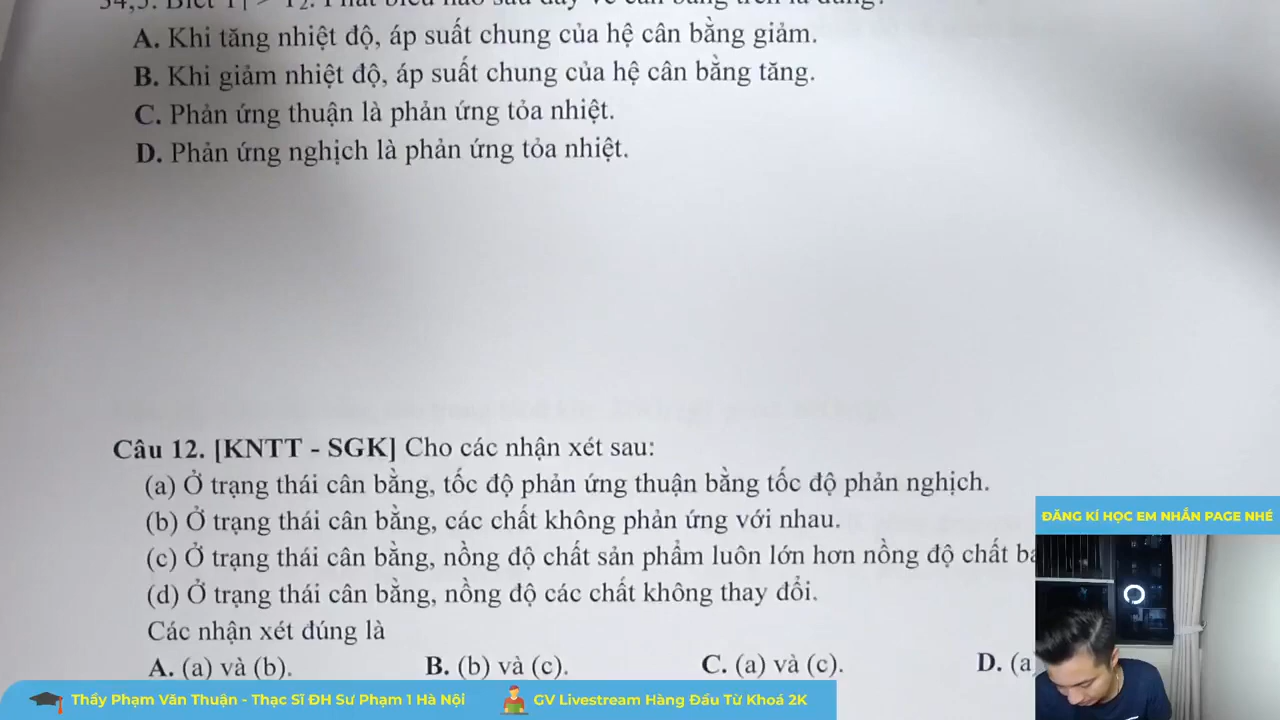 A. Khi tăng nhiệt độ, áp suất chung của hệ cân bằng giảm.
B. Khi giảm nhiệt độ, áp suất chung của hệ cân bằng tăng.
C. Phản ứng thuận là phản ứng tỏa nhiệt.
D. Phản ứng nghịch là phản ứng tỏa nhiệt.
Câu 12. [KNTT - SGK] Cho các nhận xét sau:
(a) Ở trạng thái cân bằng, tốc độ phản ứng thuận bằng tốc độ phản nghịch.
(b) Ở trạng thái cân bằng, các chất không phản ứng với nhau.
(c) Ở trạng thái cân bằng, nồng độ chất sản phẩm luôn lớn hơn nồng độ chất
(d) Ở trạng thái cân bằng, nồng độ các chất không thay đổi.
Các nhận xét đúng là
A. (a) và (b). B. (b) và (c). C. (a) và (c). D. (a
ĐĂNG KÍ HỌC EM NHẮN PAGE NHÉ
Thầy Phạm Văn Thuận - Thạc Sĩ ĐH Sư Phạm 1 Hà Nội GV Livestream Hàng Đầu Từ Khoá 2K